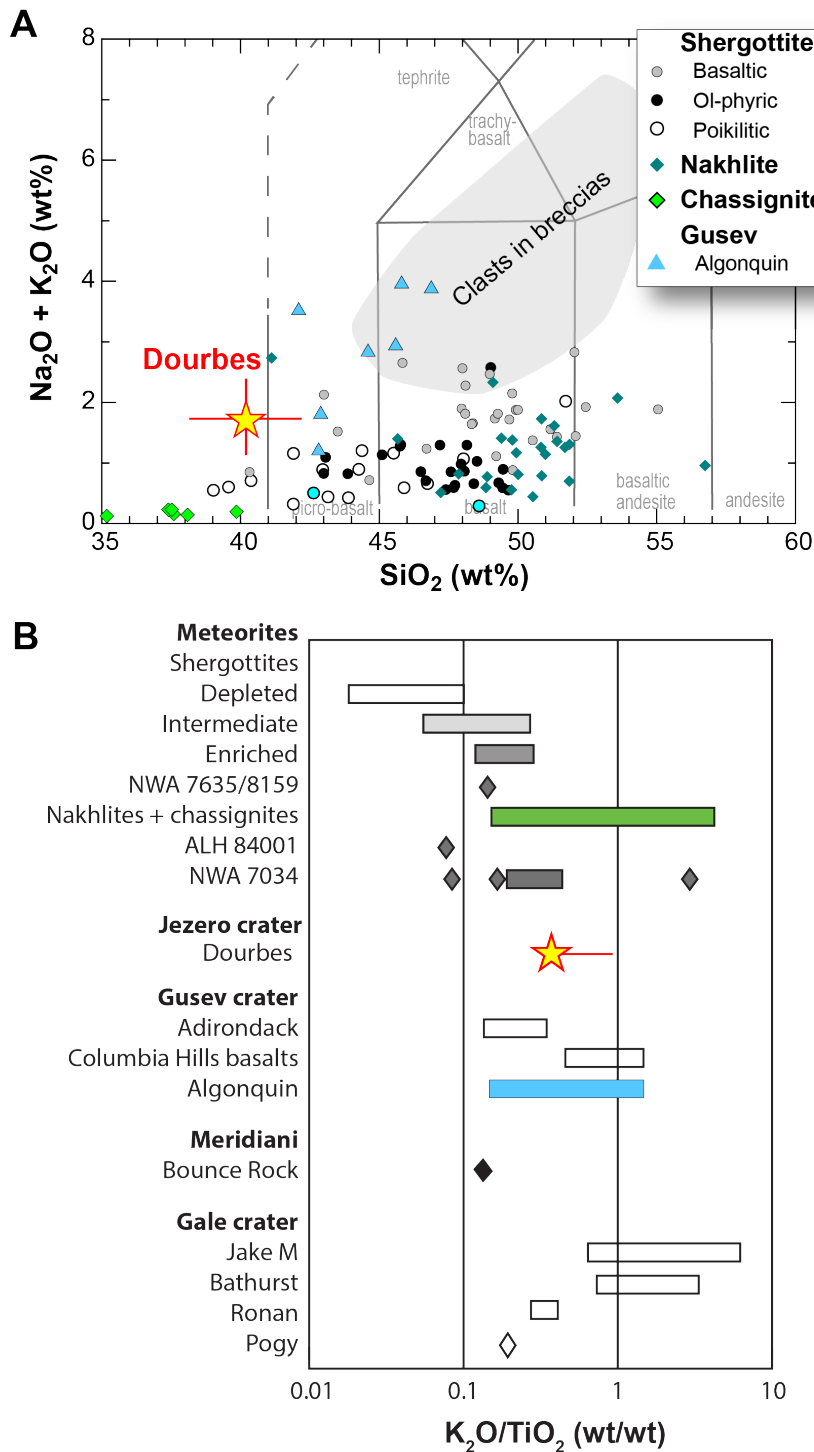 A
8
6
4
2
0
Na₂O + K₂O (wt%)
35
40
45
50
55
60
SiO₂ (wt%)
tephrite
trachy-
basalt
Clasts in breccias
Dourbes
picro-basalt
basalt
basaltic
andesite
andesite
Shergottite
Basaltic
Ol-phyric
Poikilitic
Nakhlite
Chassignite
Gusev
Algonquin
B
Meteorites
Shergottites
Depleted
Intermediate
Enriched
NWA 7635/8159
Nakhlites + chassignites
ALH 84001
NWA 7034
Jezero crater
Dourbes
Gusev crater
Adirondack
Columbia Hills basalts
Algonquin
Meridiani
Bounce Rock
Gale crater
Jake M
Bathurst
Ronan
Pogy
0.01
0.1
1
10
K₂O/TiO₂ (wt/wt)